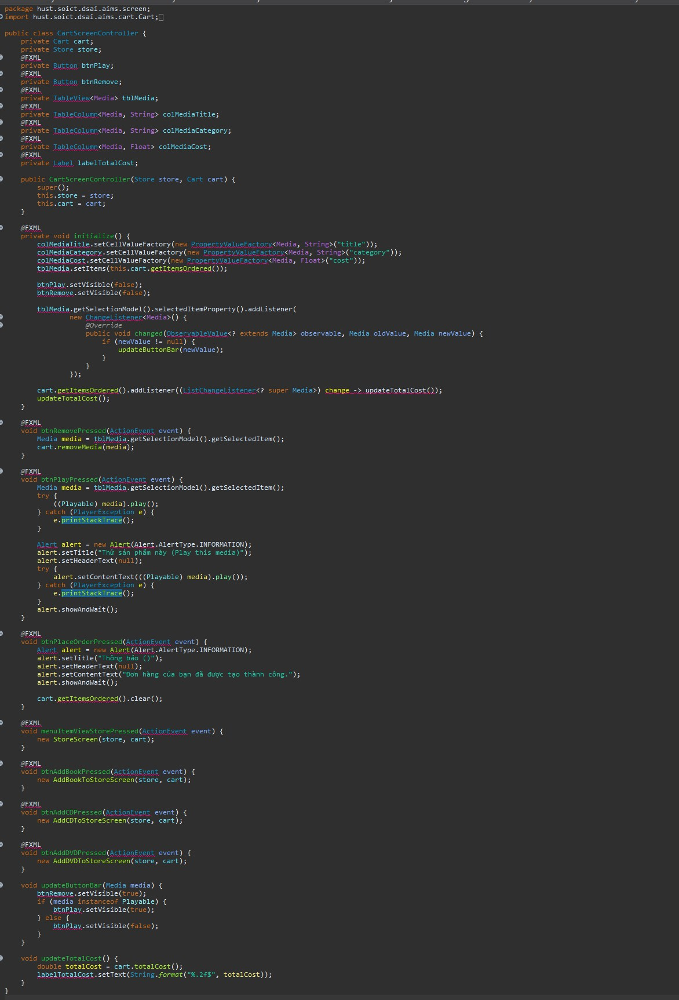 package hust.soict.dsai.aims.screen;
import hust.soict.dsai.aims.cart.Cart;
public class CartScreenController {
private Cart cart;
private Store store;
@FXML
private Button btnPlay;
@FXML
private Button btnRemove;
@FXML
private TableView<Media> tblMedia;
@FXML
private TableColumn<Media, String> colMediaTitle;
@FXML
private TableColumn<Media, String> colMediaCategory;
@FXML
private TableColumn<Media, Float> colMediaCost;
@FXML
private Label labelTotalCost;
public CartScreenController(Store store, Cart cart) {
super();
this.store = store;
this.cart = cart;
}
@FXML
private void initialize() {
colMediaTitle.setCellValueFactory(new PropertyValueFactory<Media, String>("title"));
colMediaCategory.setCellValueFactory(new PropertyValueFactory<Media, String>("category"));
colMediaCost.setCellValueFactory(new PropertyValueFactory<Media, Float>("cost"));
tblMedia.setItems(this.cart.getItemsOrdered());
btnPlay.setVisible(false);
btnRemove.setVisible(false);
tblMedia.getSelectionModel().selectedItemProperty().addListener(
new ChangeListener<Media>() {
@Override
public void changed(ObservableValue<? extends Media> observable, Media oldValue, Media newValue) {
if (newValue != null) {
updateButtonBar(newValue);
}
}
});
cart.getItemsOrdered().addListener((ListChangeListener<? super Media>) change -> updateTotalCost());
updateTotalCost();
}
@FXML
void btnRemovePressed(ActionEvent event) {
Media media = tblMedia.getSelectionModel().getSelectedItem();
cart.removeMedia(media);
}
@FXML
void btnPlayPressed(ActionEvent event) {
Media media = tblMedia.getSelectionModel().getSelectedItem();
try {
((Playable) media).play();
} catch (PlayerException e) {
e.printStackTrace();
}
Alert alert = new Alert(Alert.AlertType.INFORMATION);
alert.setTitle("Thử sản phẩm này (Play this media)");
alert.setHeaderText(null);
try {
alert.setContentText(((Playable) media).play());
} catch (PlayerException e) {
e.printStackTrace();
}
alert.showAndWait();
}
@FXML
void btnPlaceOrderPressed(ActionEvent event) {
Alert alert = new Alert(Alert.AlertType.INFORMATION);
alert.setTitle("Thông báo ()");
alert.setHeaderText(null);
alert.setContentText("Đơn hàng của bạn đã được tạo thành công.");
alert.showAndWait();
cart.getItemsOrdered().clear();
}
@FXML
void menuItemViewStorePressed(ActionEvent event) {
new StoreScreen(store, cart);
}
@FXML
void btnAddBookPressed(ActionEvent event) {
new AddBookToStoreScreen(store, cart);
}
@FXML
void btnAddCDPressed(ActionEvent event) {
new AddCDToStoreScreen(store, cart);
}
@FXML
void btnAddDVDPressed(ActionEvent event) {
new AddDVDToStoreScreen(store, cart);
}
void updateButtonBar(Media media) {
btnRemove.setVisible(true);
if (media instanceof Playable) {
btnPlay.setVisible(true);
} else {
btnPlay.setVisible(false);
}
}
void updateTotalCost() {
double totalCost = cart.totalCost();
labelTotalCost.setText(String.format("%.2f$", totalCost));
}
}